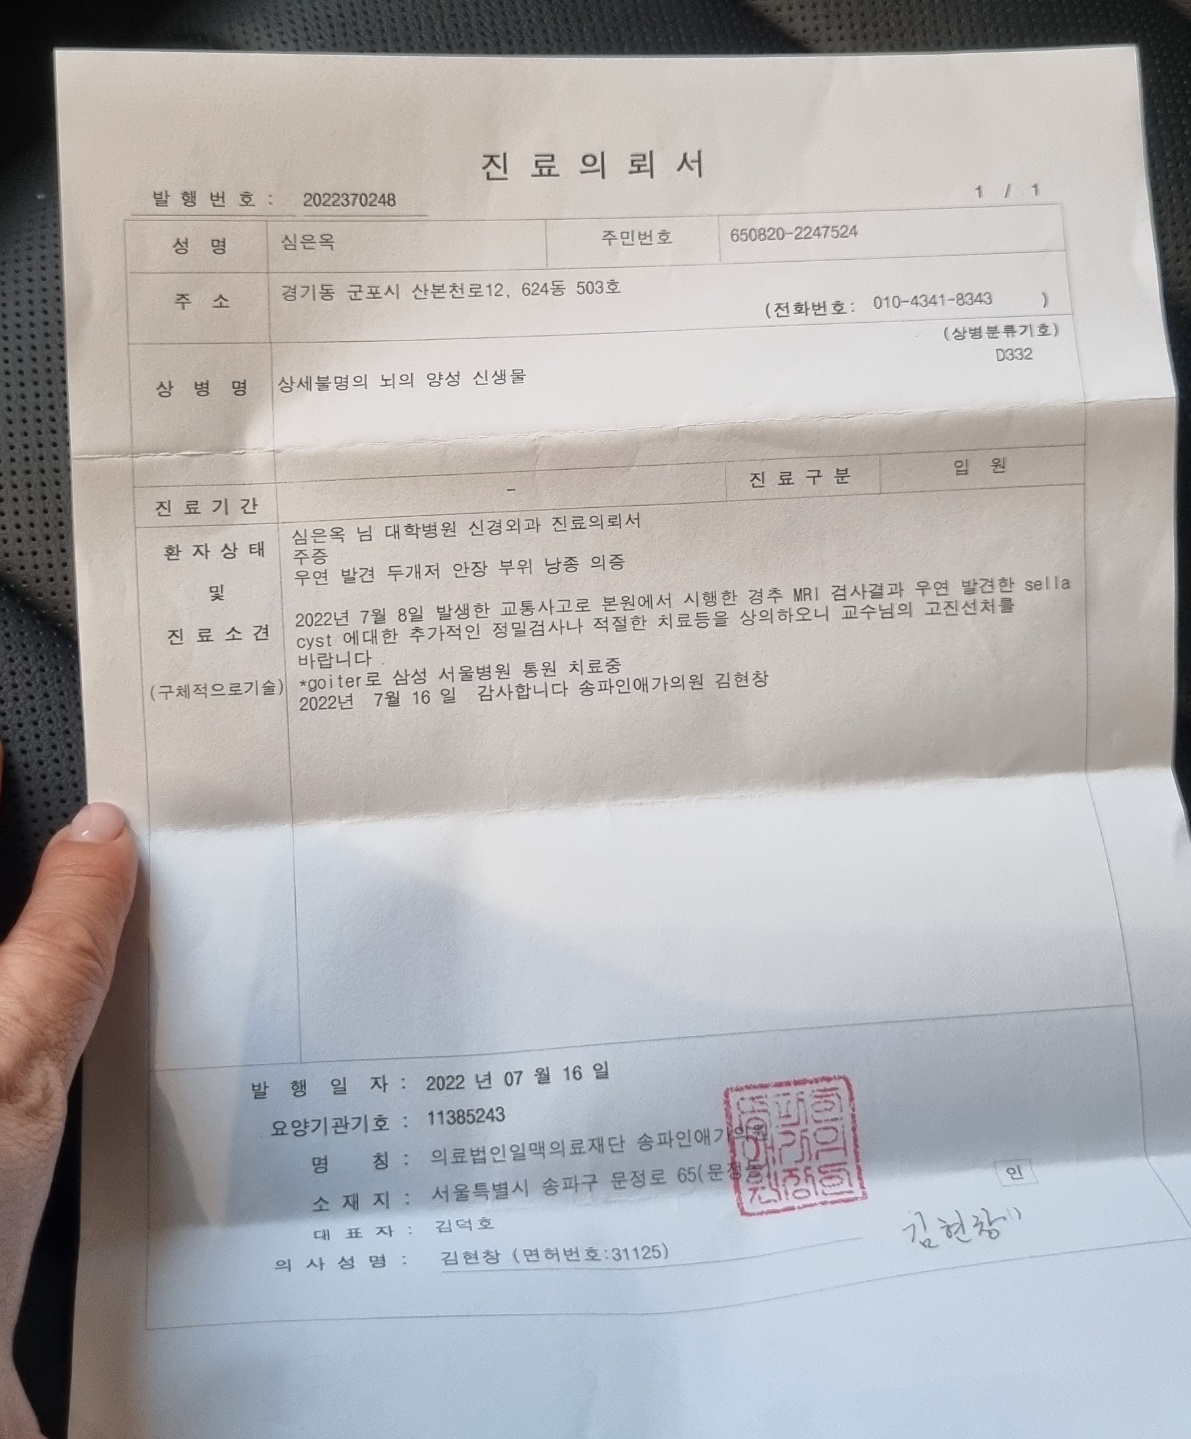 진 료 의 뢰 서
발 행 번 호 : 2022370248
1 / 1
성 명 심은옥 주민번호 650820-2247524
주 소 경기동 군포시 산본천로12, 624동 503호
(전화번호: 010-4341-8343 )
(상병분류기호)
D332
상 병 명 상세불명의 뇌의 양성 신생물
진 료 기 간 - 진 료 구 분 입 원
환 자 상 태
및
진 료 소 견
(구체적으로기술)
심은옥 님 대학병원 신경외과 진료의뢰서
주증
우연 발견 두개저 안장 부위 낭종 의증
2022년 7월 8일 발생한 교통사고로 본원에서 시행한 경추 MRI 검사결과 우연 발견한 sella
cyst 에대한 추가적인 정밀검사나 적절한 치료등을 상의하오니 교수님의 고진선처를
바랍니다 .
*goiter로 삼성 서울병원 통원 치료중
2022년 7월 16 일 감사합니다 송파인애가의원 김현창
발 행 일 자 : 2022 년 07 월 16 일
요양기관기호 : 11385243
명 칭 : 의료법인일맥의료재단 송파인애가의원
소 재 지 : 서울특별시 송파구 문정로 65(문정동)
인
대 표 자 : 김덕호
김현창
의 사 성 명 : 김현창 (면허번호:31125)